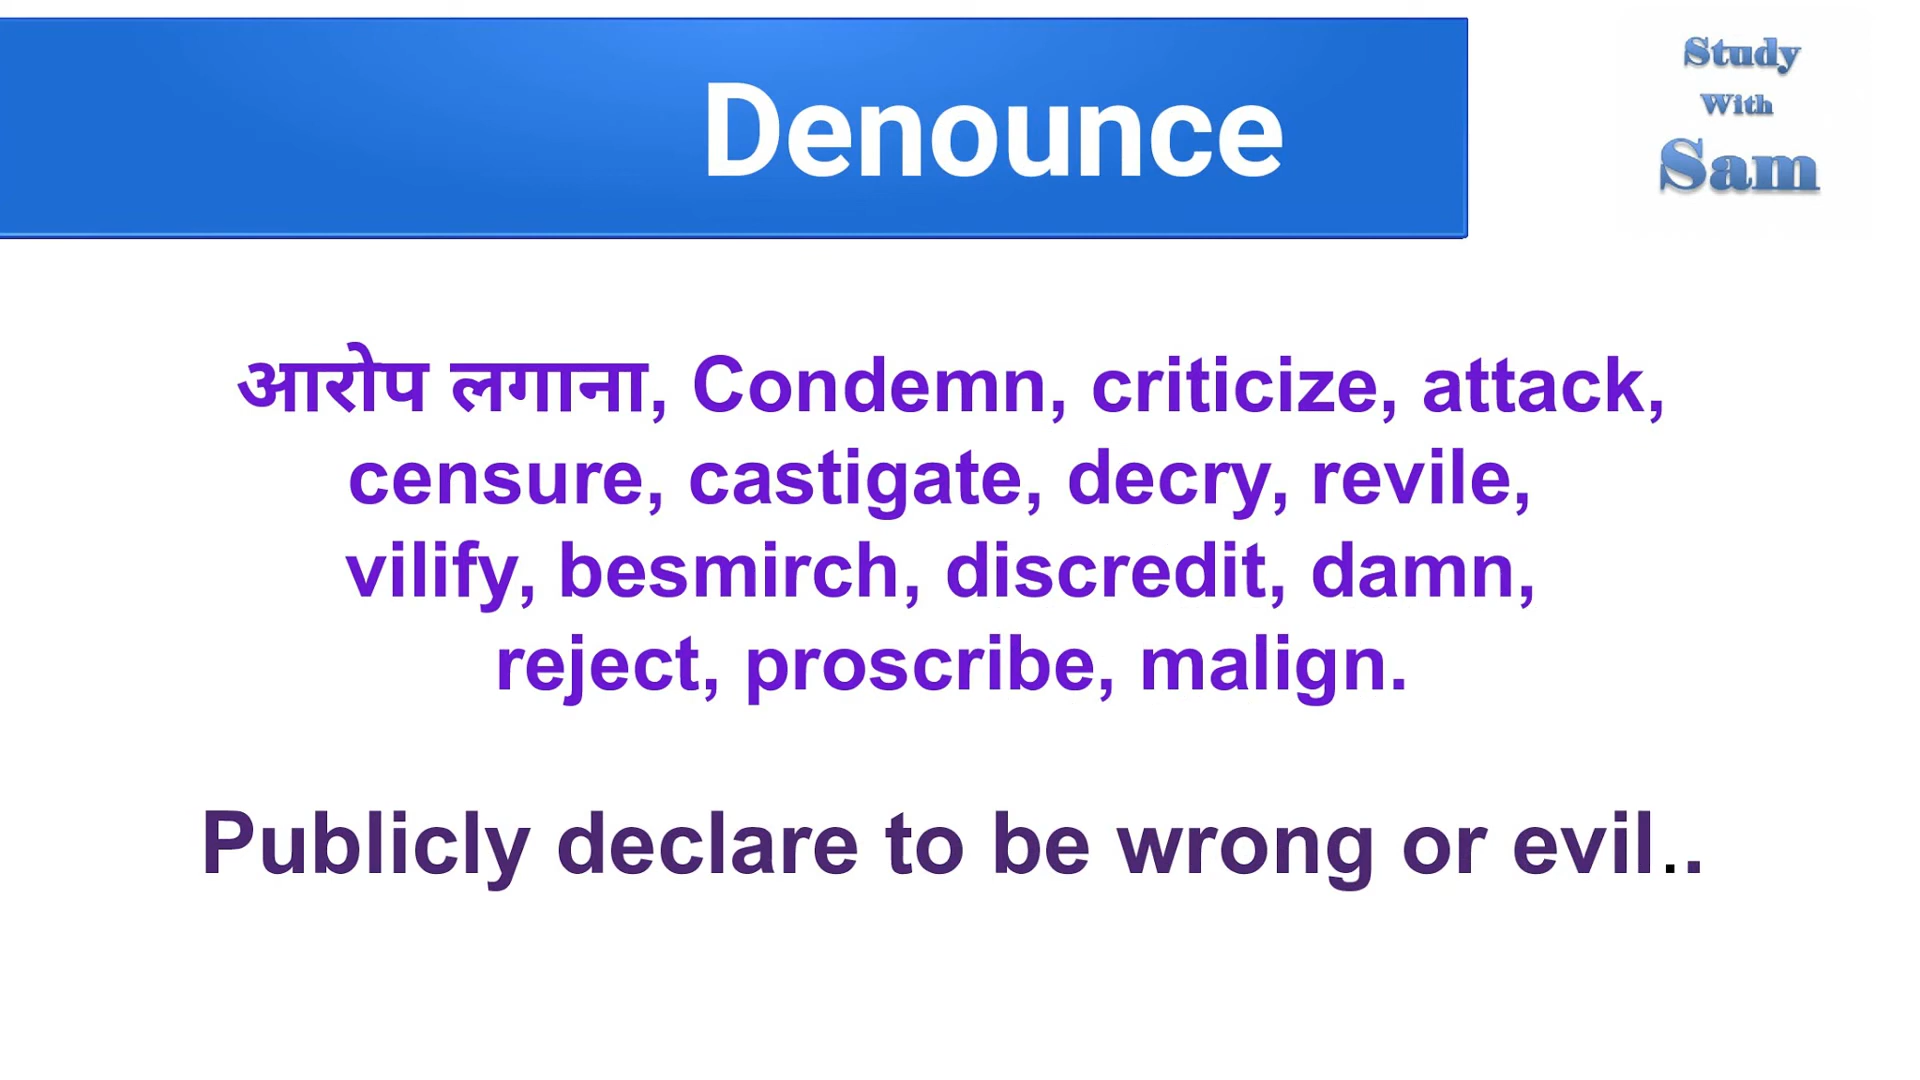 Denounce
Study
With
Sam
आरोप लगाना, Condemn, criticize, attack,
censure, castigate, decry, revile,
vilify, besmirch, discredit, damn,
reject, proscribe, malign.
Publicly declare to be wrong or evil..